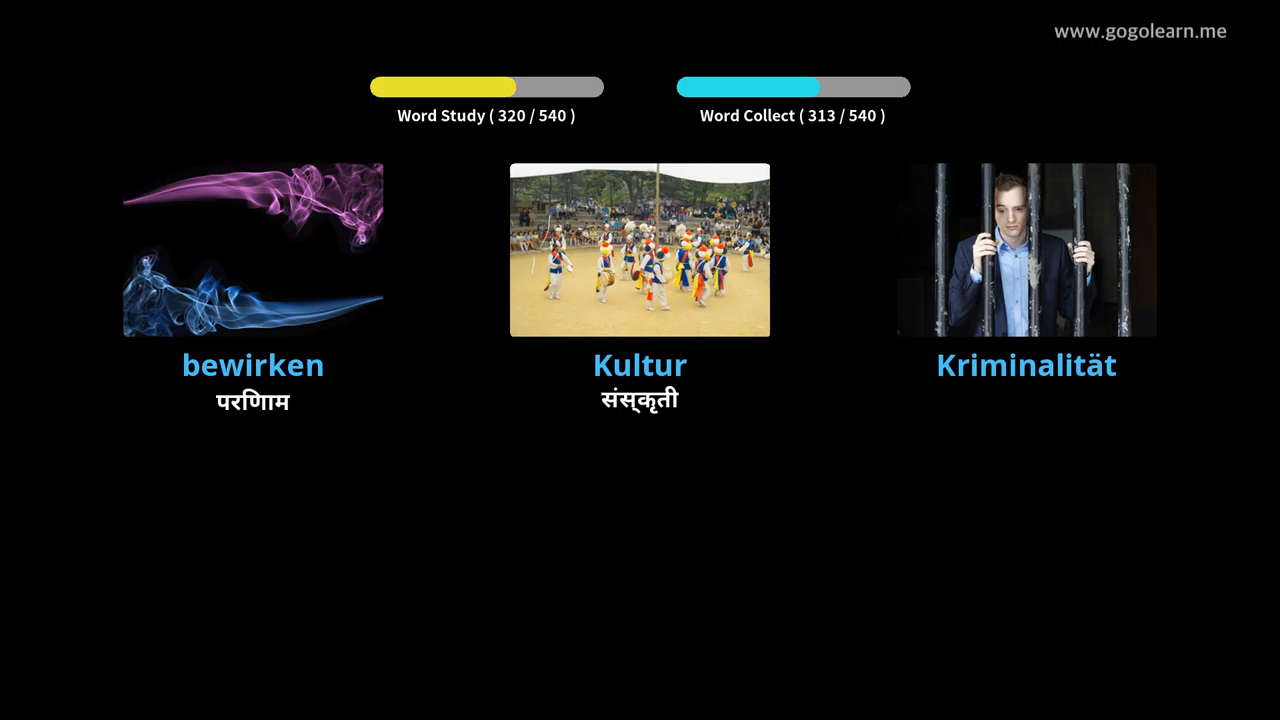 www.gogolearn.me
Word Study ( 320 / 540 )
Word Collect ( 313 / 540 )
bewirken
Kultur
Kriminalität
परिणाम
संस्कृती